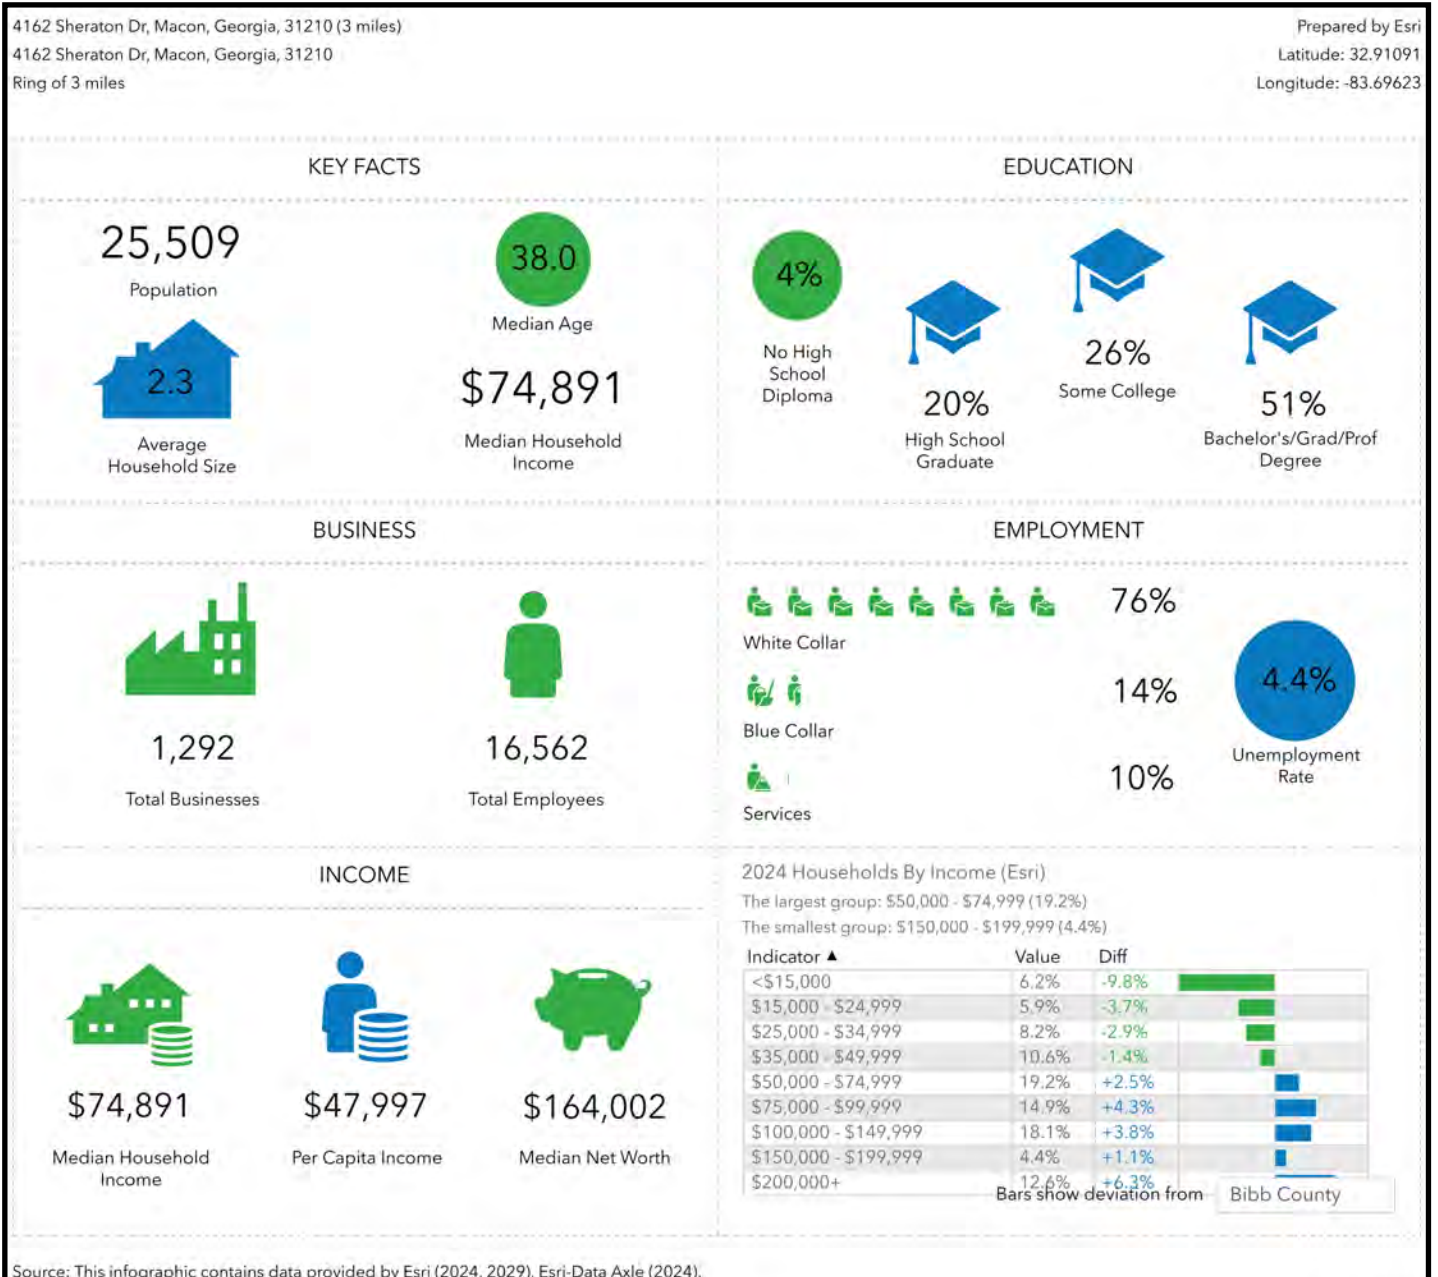 4162 Sheraton Dr, Macon, Georgia, 31210 (3 miles)
4162 Sheraton Dr, Macon, Georgia, 31210
Ring of 3 miles
Prepared by Esri
Latitude: 32.91091
Longitude: -83.69623
KEY FACTS
25,509
Population
38.0
Median Age
2.3
Average
Household Size
$74,891
Median Household
Income
EDUCATION
4%
No High
School
Diploma
20%
High School
Graduate
26%
Some College
51%
Bachelor's/Grad/Prof
Degree
BUSINESS
1,292
Total Businesses
16,562
Total Employees
EMPLOYMENT
76%
White Collar
14%
Blue Collar
10%
Services
4.4%
Unemployment
Rate
INCOME
$74,891
Median Household
Income
$47,997
Per Capita Income
$164,002
Median Net Worth
2024 Households By Income (Esri)
The largest group: $50,000 - $74,999 (19.2%)
The smallest group: $150,000 - $199,999 (4.4%)
Indicator ▲ Value Diff
<$15,000 6.2% -9.8%
$15,000 - $24,999 5.9% -3.7%
$25,000 - $34,999 8.2% -2.9%
$35,000 - $49,999 10.6% -1.4%
$50,000 - $74,999 19.2% +2.5%
$75,000 - $99,999 14.9% +4.3%
$100,000 - $149,999 18.1% +3.8%
$150,000 - $199,999 4.4% +1.1%
$200,000+ 12.6% +6.3%
Bars show deviation from Bibb County
Source: This infographic contains data provided by Esri (2024, 2029), Esri-Data Axle (2024).